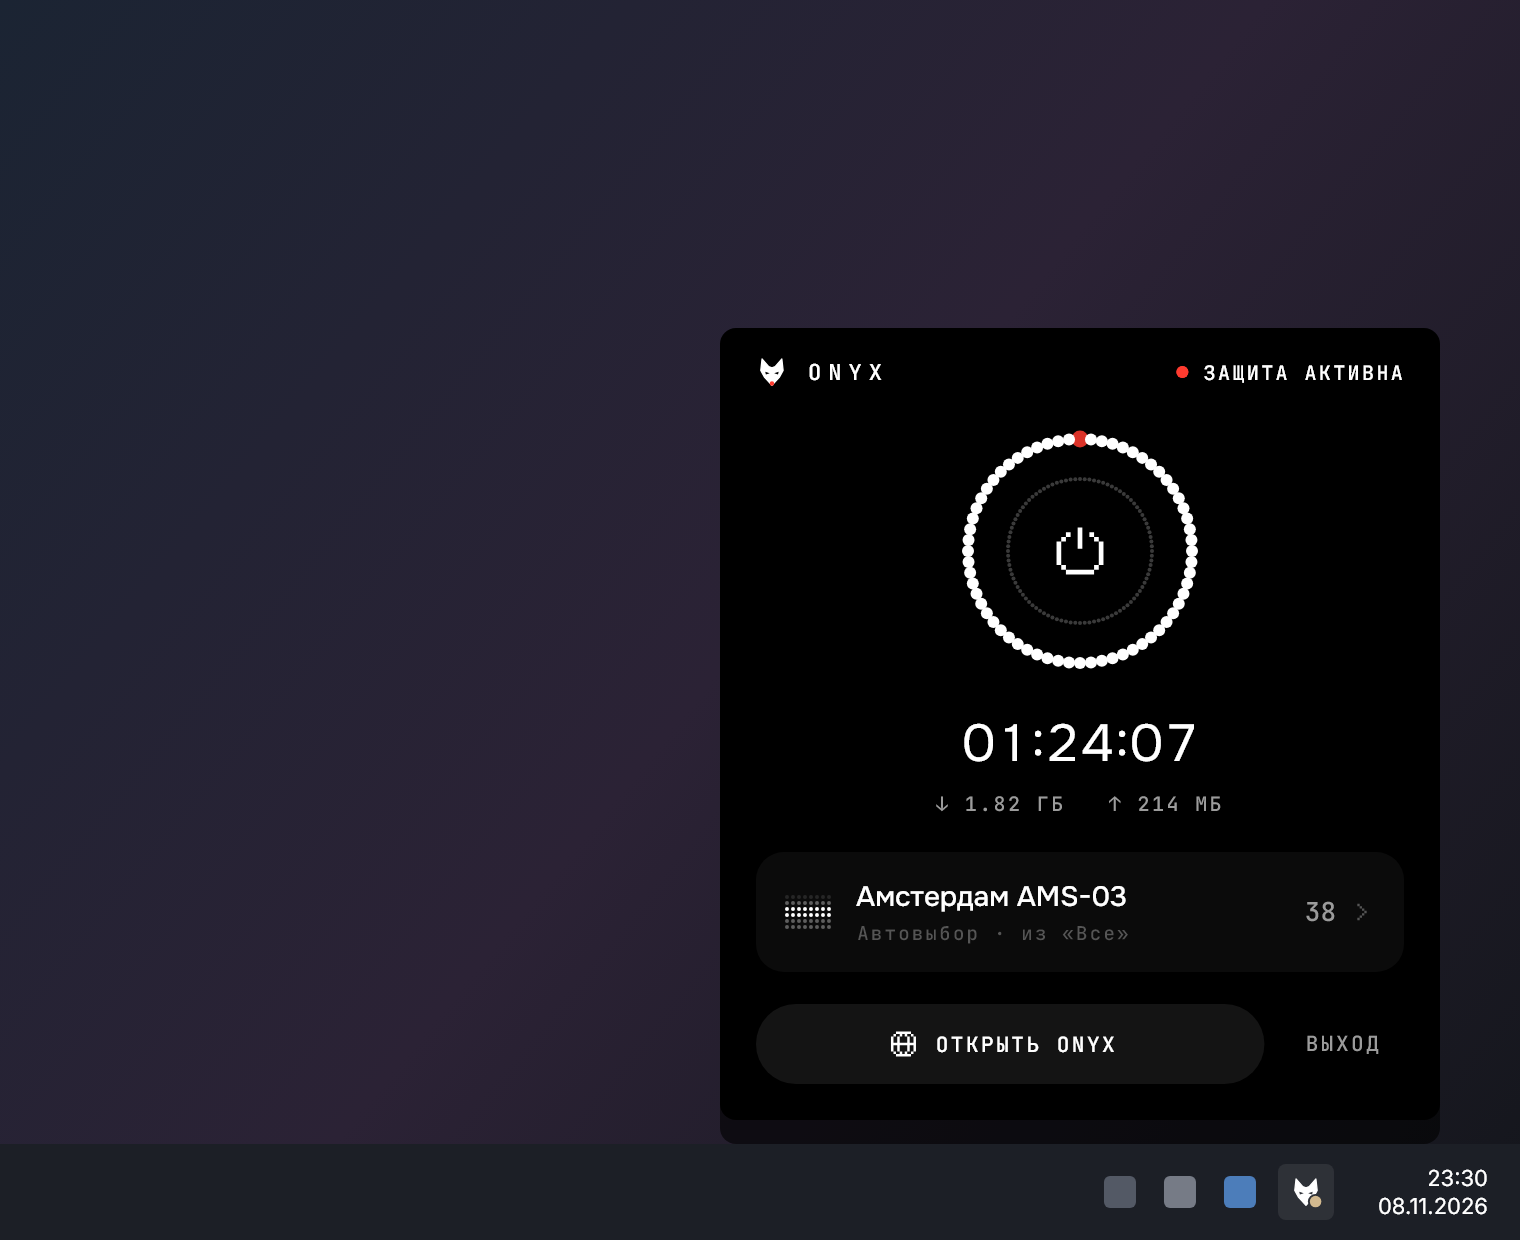 ONYX
ЗАЩИТА АКТИВНА
01:24:07
↓ 1.82 ГБ ↑ 214 МБ
Амстердам AMS-03
38
Автовыбор · из «Все»
ОТКРЫТЬ ONYX
ВЫХОД
23:30
08.11.2026